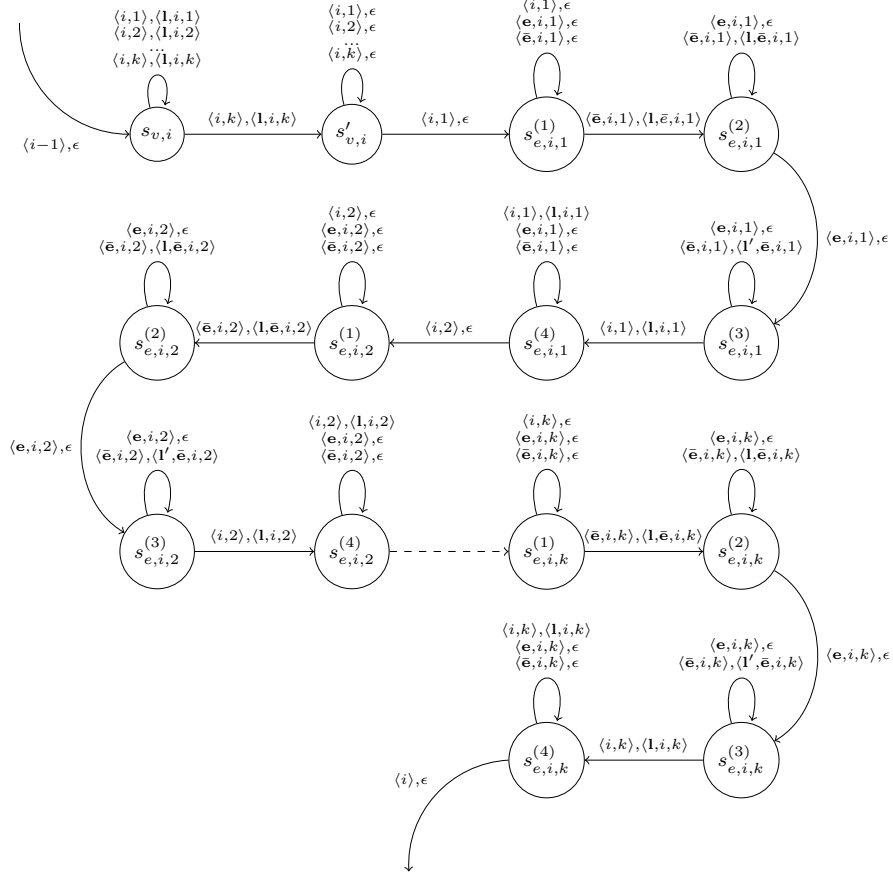 ⟨i,1⟩,⟨l,i,1⟩
⟨i,2⟩,⟨l,i,2⟩
...
⟨i,k⟩,⟨l,i,k⟩
⟨i,1⟩,ϵ
⟨i,2⟩,ϵ
...
⟨i,k⟩,ϵ
⟨i,1⟩,ϵ
⟨e,i,1⟩,ϵ
⟨ē,i,1⟩,ϵ
⟨e,i,1⟩,ϵ
⟨ē,i,1⟩,⟨l,ē,i,1⟩
⟨i−1⟩,ϵ
s_{v,i}
⟨i,k⟩,⟨l,i,k⟩
s′_{v,i}
⟨i,1⟩,ϵ
s^{(1)}_{e,i,1}
⟨ē,i,1⟩,⟨l,ē,i,1⟩
s^{(2)}_{e,i,1}
⟨e,i,1⟩,ϵ
⟨e,i,2⟩,ϵ
⟨ē,i,2⟩,⟨l,ē,i,2⟩
⟨i,2⟩,ϵ
⟨e,i,2⟩,ϵ
⟨ē,i,2⟩,ϵ
⟨i,1⟩,⟨l,i,1⟩
⟨e,i,1⟩,ϵ
⟨ē,i,1⟩,ϵ
⟨e,i,1⟩,ϵ
⟨ē,i,1⟩,⟨l′,ē,i,1⟩
s^{(2)}_{e,i,2}
⟨ē,i,2⟩,⟨l,ē,i,2⟩
s^{(1)}_{e,i,2}
⟨i,2⟩,ϵ
s^{(4)}_{e,i,1}
⟨i,1⟩,⟨l,i,1⟩
s^{(3)}_{e,i,1}
⟨e,i,2⟩,ϵ
⟨e,i,2⟩,ϵ
⟨ē,i,2⟩,⟨l′,ē,i,2⟩
⟨i,2⟩,⟨l,i,2⟩
⟨e,i,2⟩,ϵ
⟨ē,i,2⟩,ϵ
⟨i,k⟩,ϵ
⟨e,i,k⟩,ϵ
⟨ē,i,k⟩,ϵ
⟨e,i,k⟩,ϵ
⟨ē,i,k⟩,⟨l,ē,i,k⟩
s^{(3)}_{e,i,2}
⟨i,2⟩,⟨l,i,2⟩
s^{(4)}_{e,i,2}
s^{(1)}_{e,i,k}
⟨ē,i,k⟩,⟨l,ē,i,k⟩
s^{(2)}_{e,i,k}
⟨e,i,k⟩,ϵ
⟨i,k⟩,⟨l,i,k⟩
⟨e,i,k⟩,ϵ
⟨ē,i,k⟩,ϵ
⟨e,i,k⟩,ϵ
⟨ē,i,k⟩,⟨l′,ē,i,k⟩
⟨i⟩,ϵ
s^{(4)}_{e,i,k}
⟨i,k⟩,⟨l,i,k⟩
s^{(3)}_{e,i,k}